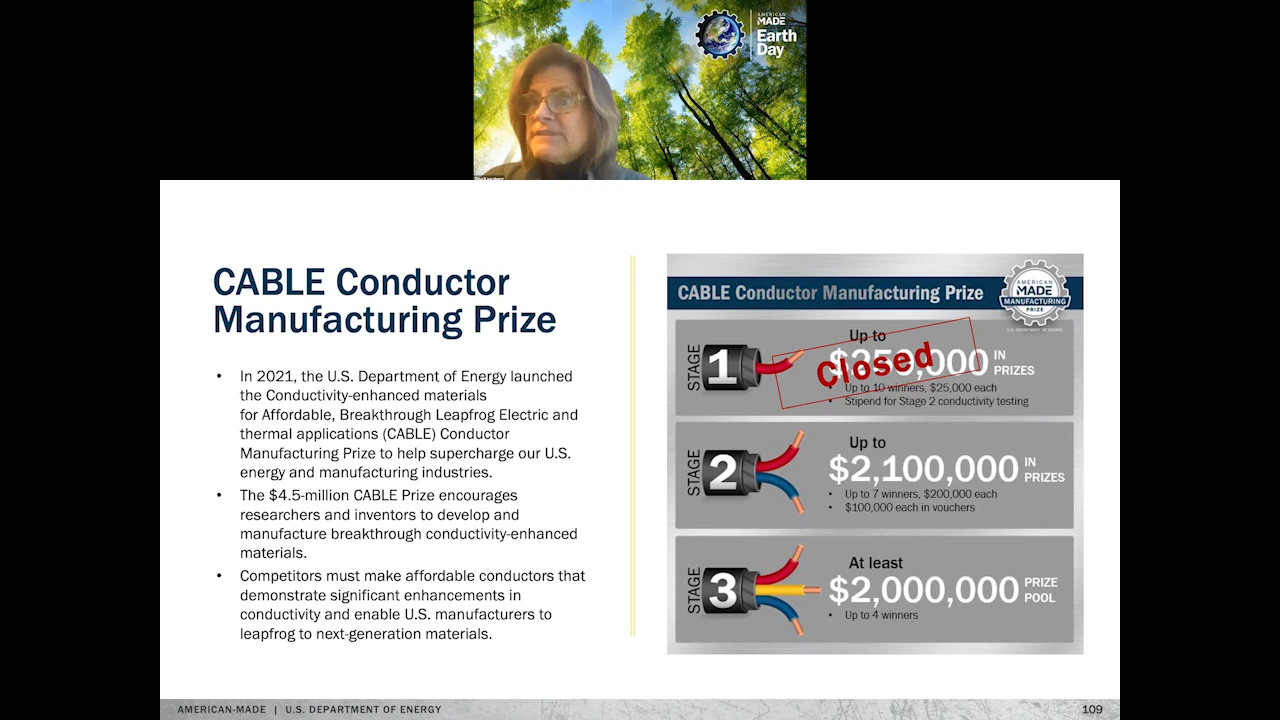 AMERICAN
MADE
Earth
Day
CABLE Conductor
Manufacturing Prize
• In 2021, the U.S. Department of Energy launched
the Conductivity-enhanced materials
for Affordable, Breakthrough Leapfrog Electric and
thermal applications (CABLE) Conductor
Manufacturing Prize to help supercharge our U.S.
energy and manufacturing industries.
• The $4.5-million CABLE Prize encourages
researchers and inventors to develop and
manufacture breakthrough conductivity-enhanced
materials.
• Competitors must make affordable conductors that
demonstrate significant enhancements in
conductivity and enable U.S. manufacturers to
leapfrog to next-generation materials.
CABLE Conductor Manufacturing Prize
AMERICAN
MADE
MANUFACTURING
PRIZE
U.S. DEPARTMENT OF ENERGY
STAGE
1
Up to
$250,000 IN
PRIZES
Closed
• Up to 10 winners, $25,000 each
• Stipend for Stage 2 conductivity testing
STAGE
2
Up to
$2,100,000 IN
PRIZES
• Up to 7 winners, $200,000 each
• $100,000 each in vouchers
STAGE
3
At least
$2,000,000 PRIZE
POOL
• Up to 4 winners
AMERICAN-MADE | U.S. DEPARTMENT OF ENERGY
109